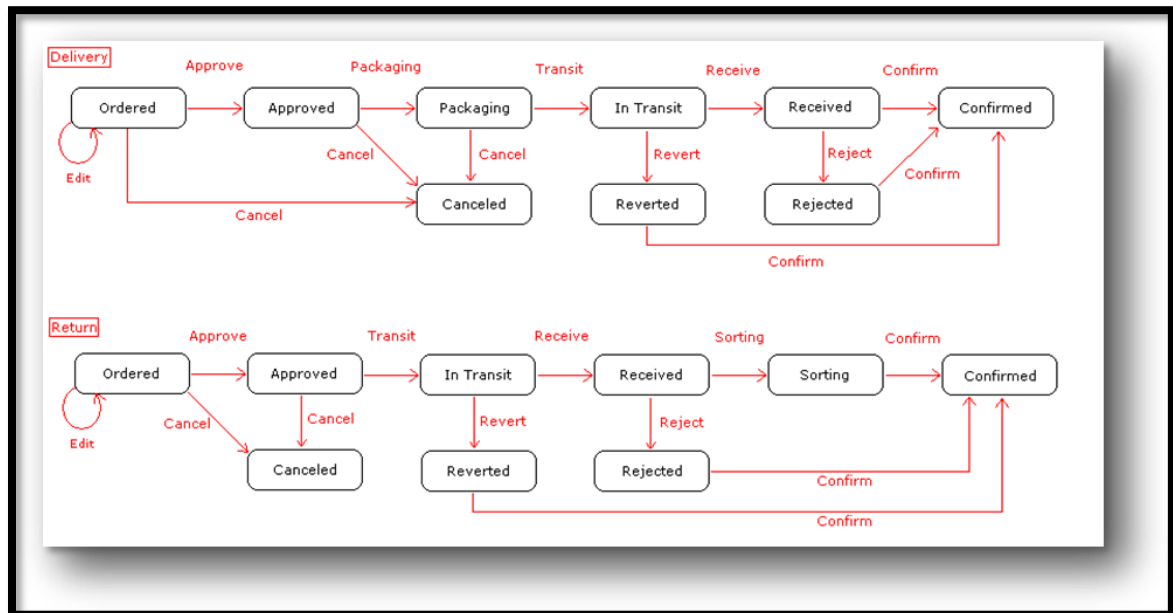 Delivery
Approve Packaging Transit Receive Confirm
Ordered Approved Packaging In Transit Received Confirmed
Cancel Cancel Revert Reject Confirm
Edit
Canceled Reverted Rejected
Cancel
Confirm
Return
Approve Transit Receive Sorting Confirm
Ordered Approved In Transit Received Sorting Confirmed
Cancel Cancel Revert Reject
Edit
Canceled Reverted Rejected
Confirm
Confirm